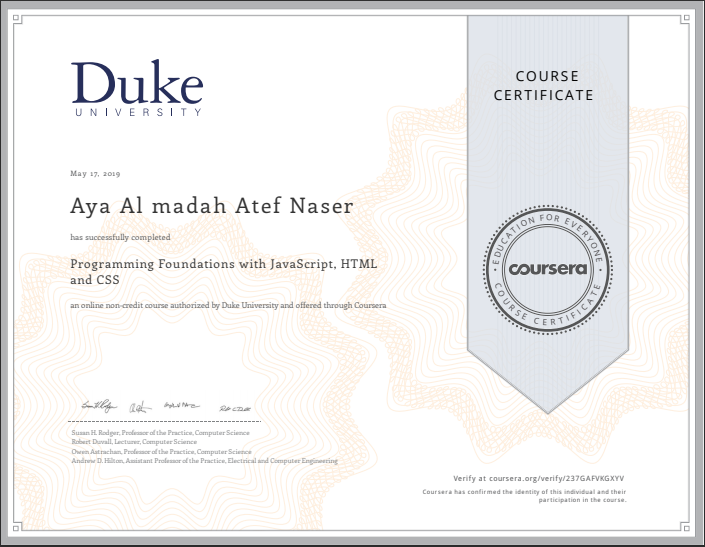 Duke
UNIVERSITY
COURSE
CERTIFICATE
May 17, 2019
Aya Al madah Atef Naser
has successfully completed
Programming Foundations with JavaScript, HTML
and CSS
an online non-credit course authorized by Duke University and offered through Coursera
EDUCATION FOR EVERYONE
coursera
COURSE CERTIFICATE
Susan H. Rodger, Professor of the Practice, Computer Science
Robert Duvall, Lecturer, Computer Science
Owen Astrachan, Professor of the Practice, Computer Science
Andrew D. Hilton, Assistant Professor of the Practice, Electrical and Computer Engineering
Verify at coursera.org/verify/237GAFVKGXYV
Coursera has confirmed the identity of this individual and their
participation in the course.